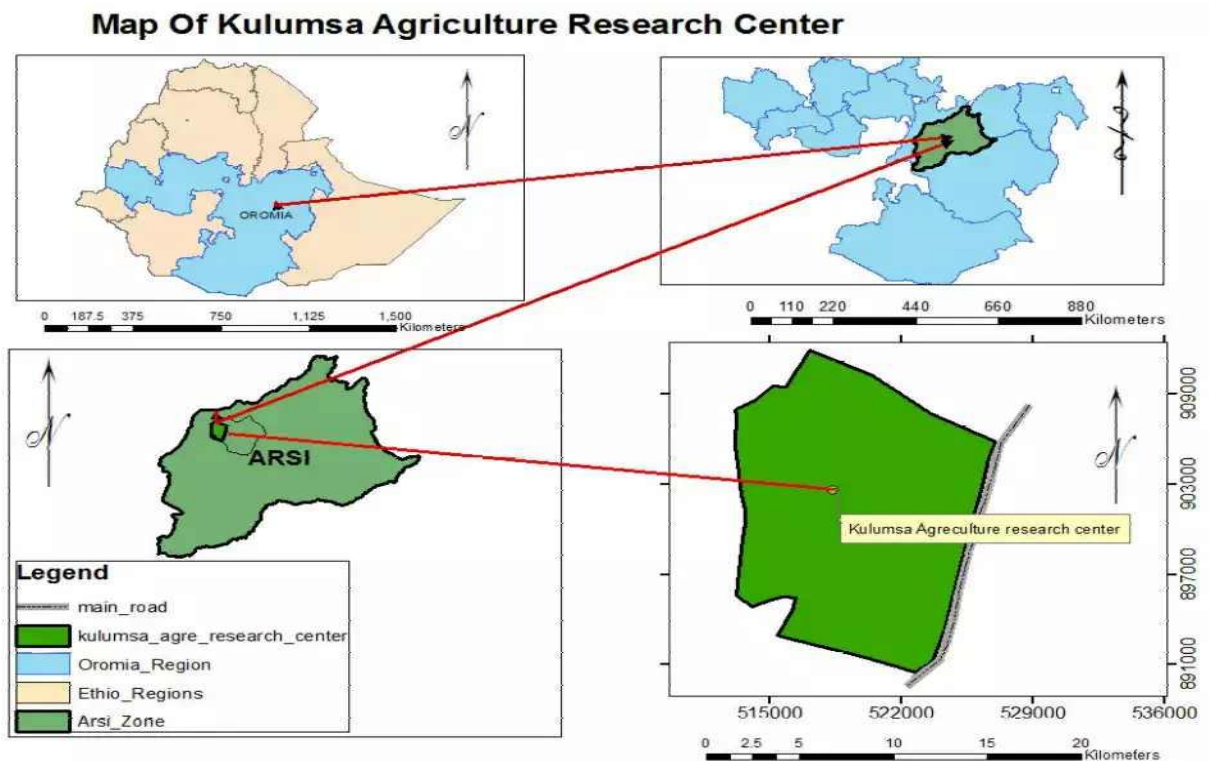 Map Of Kulumsa Agriculture Research Center
N
OROMIA
0 187.5 375 750 1,125 1,500
Kilometers
0 110 220 440 660 880
Kilometers
N
ARSI
Legend
main_road
kulumsa_agre_research_center
Oromia_Region
Ethio_Regions
Arsi_Zone
N
Kulumsa Agreculture research center
909000
903000
897000
891000
515000 522000 529000 536000
0 2.5 5 10 15 20
Kilometers